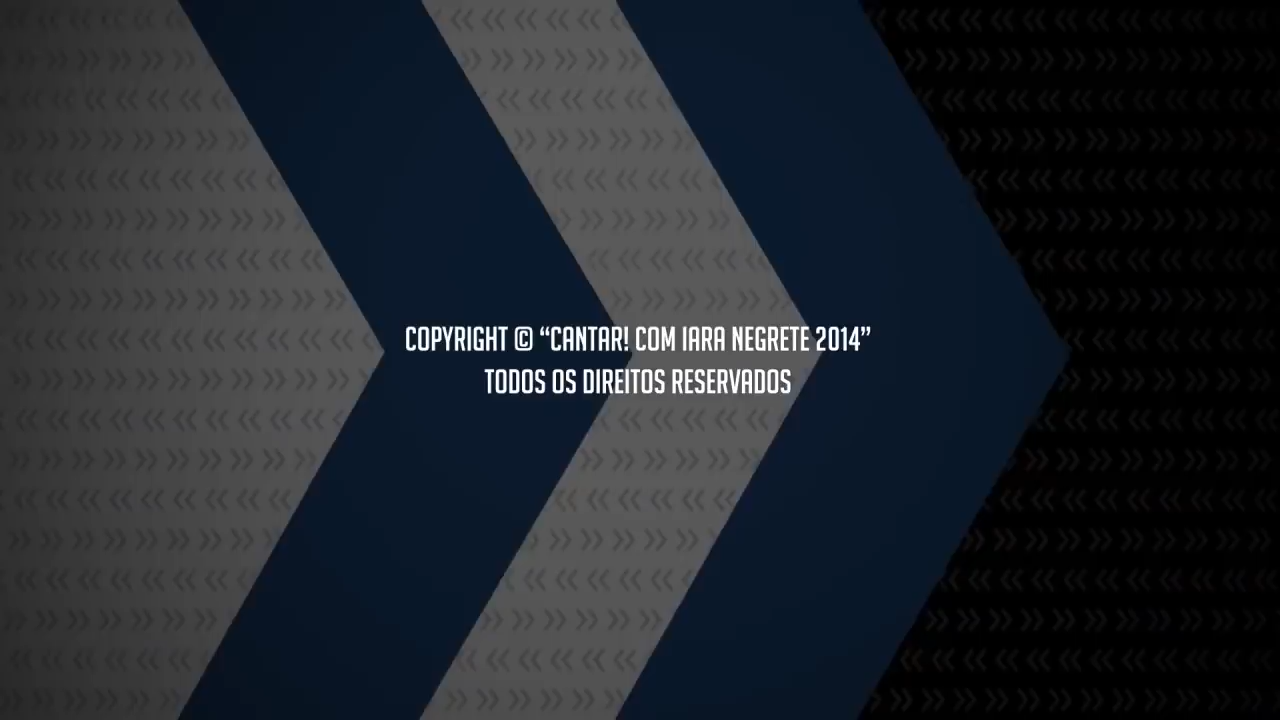 COPYRIGHT © “CANTAR! COM IARA NEGRETE 2014”
TODOS OS DIREITOS RESERVADOS